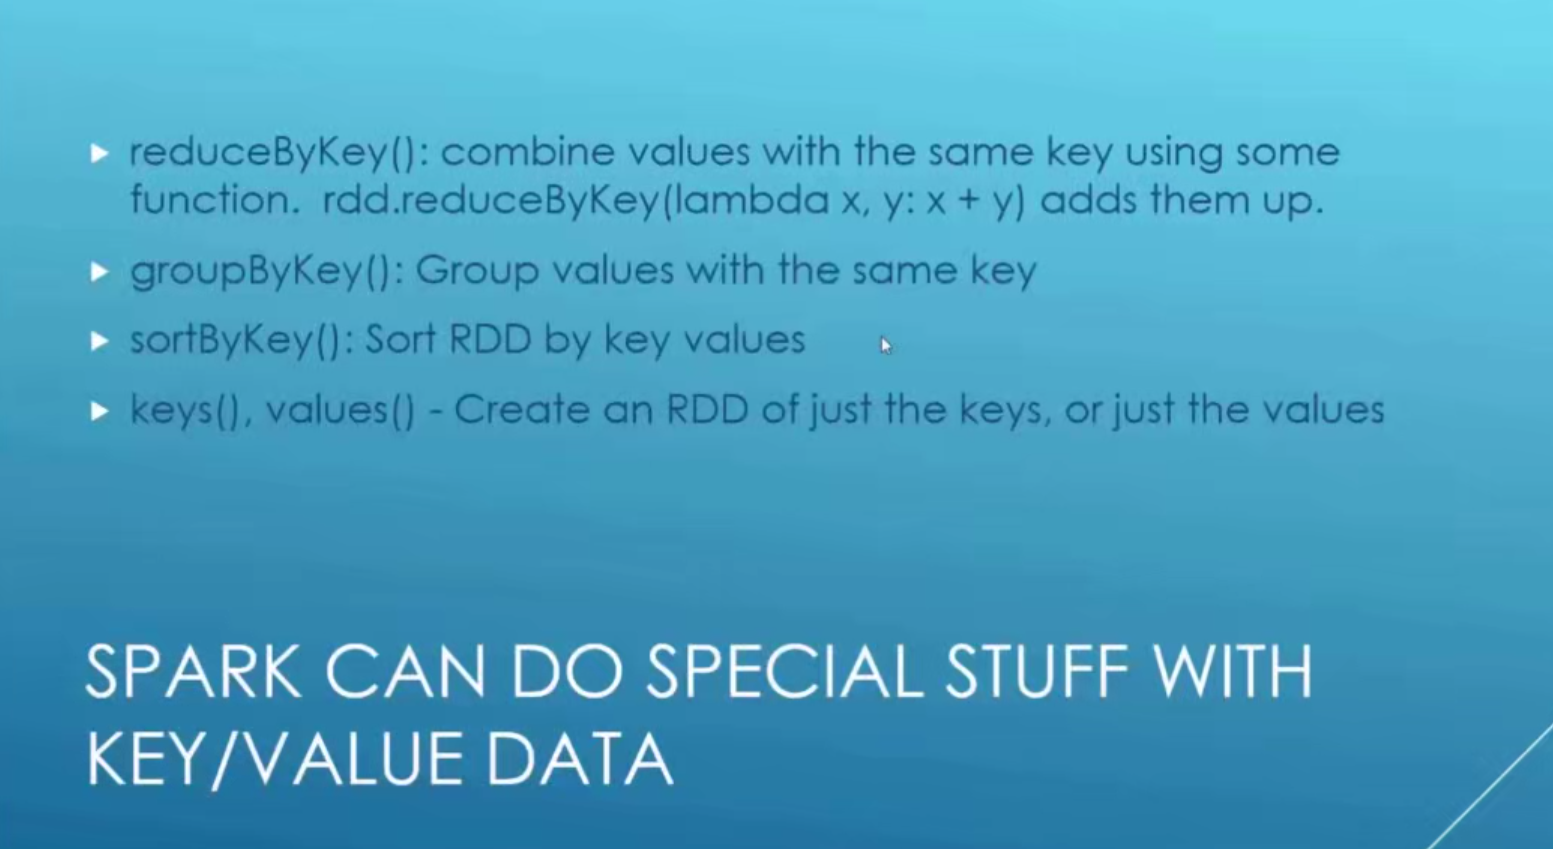 reduceByKey(): combine values with the same key using some
function.  rdd.reduceByKey(lambda x, y: x + y) adds them up.
groupByKey(): Group values with the same key
sortByKey(): Sort RDD by key values
keys(), values() - Create an RDD of just the keys, or just the values
SPARK CAN DO SPECIAL STUFF WITH
KEY/VALUE DATA